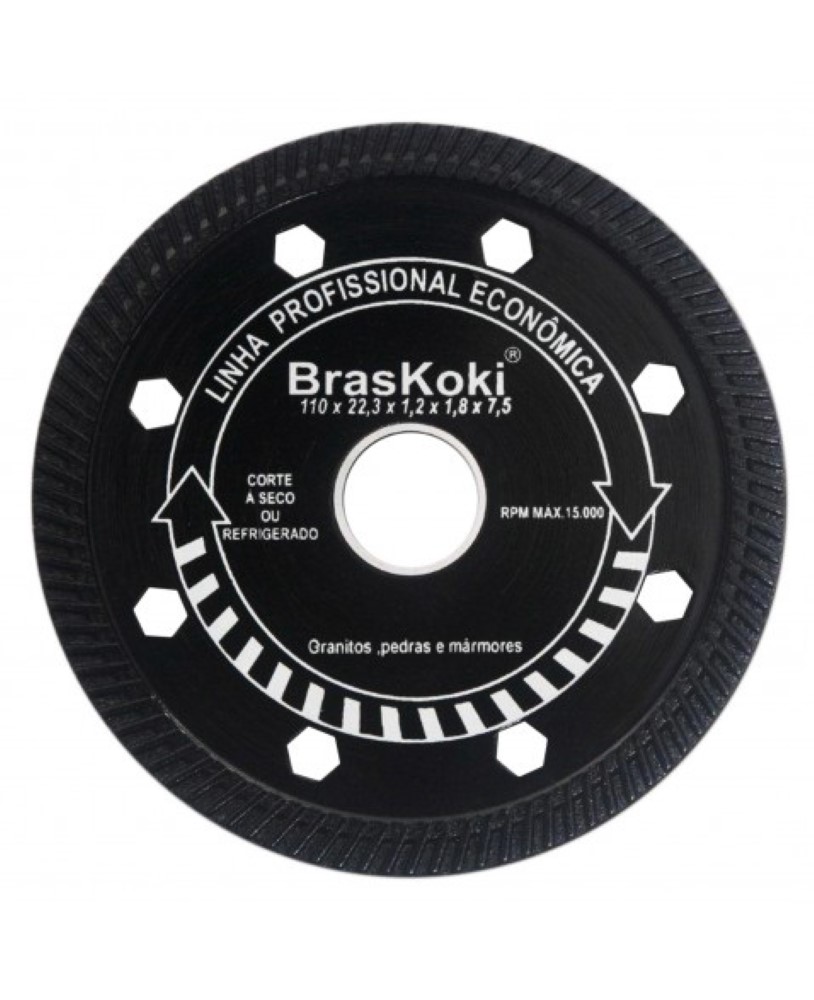 LINHA PROFISSIONAL ECONÔMICA
BrasKoki®
110 x 22,3 x 1,2 x 1,8 x 7,5
CORTE
À SECO
OU
REFRIGERADO
RPM MÁX.15.000
Granitos ,pedras e mármores